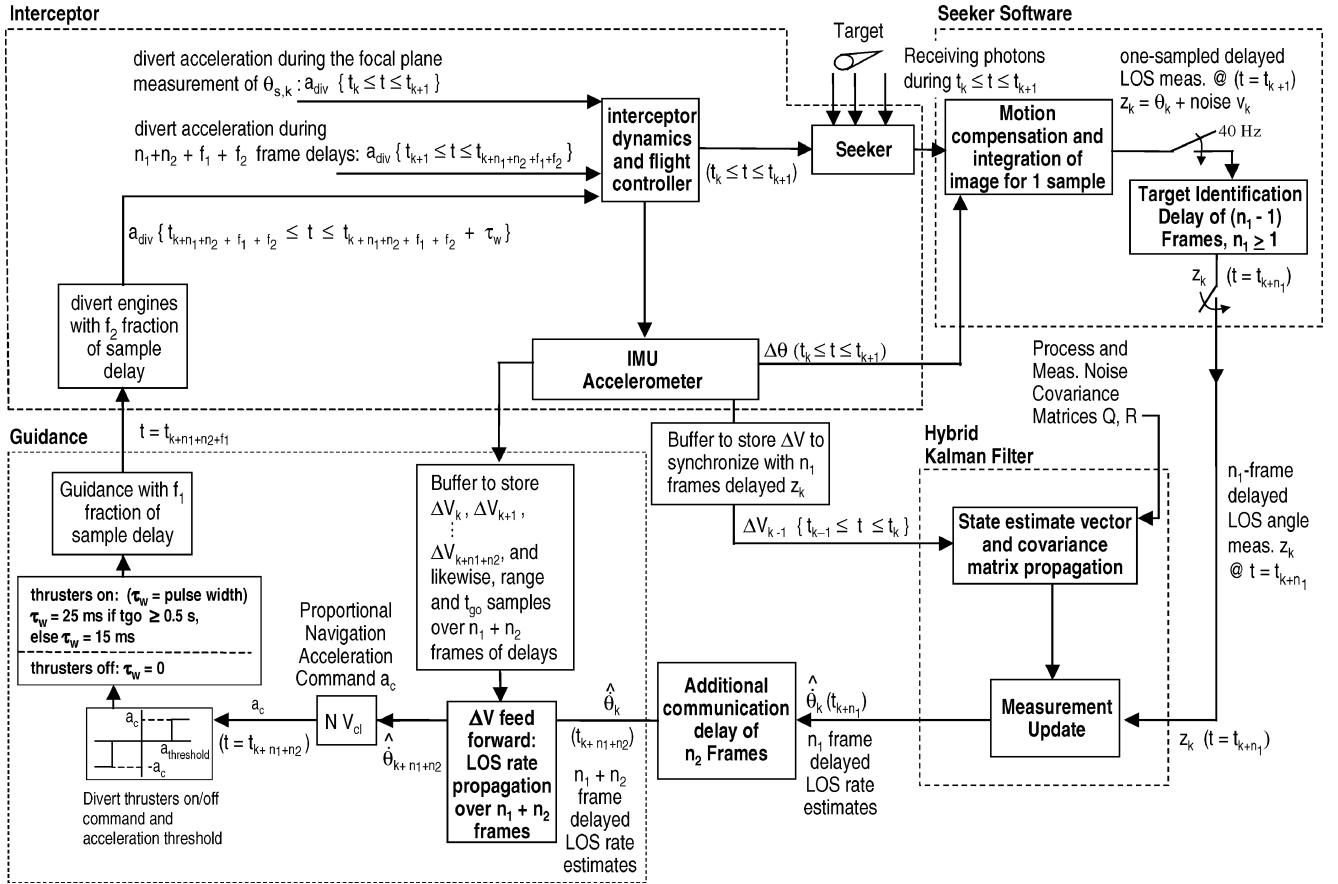 Interceptor
divert acceleration during the focal plane
measurement of θs,k : adiv { tk ≤ t ≤ tk+1 }
divert acceleration during
n1+n2 + f1 + f2 frame delays: adiv { tk+1 ≤ t ≤ tk+n1+n2+f1+f2 }
adiv { tk+n1+n2 + f1 + f2 ≤ t ≤ tk + n1+n2 + f1 + f2 + τw }
interceptor
dynamics
and flight
controller
(tk ≤ t ≤ tk+1)
Target
Seeker
Receiving photons
during tk ≤ t ≤ tk+1
Seeker Software
one-sampled delayed
LOS meas. @ (t = tk+1)
zk = θk + noise vk
Motion
compensation and
integration of
image for 1 sample
40 Hz
Target Identification
Delay of (n1 - 1)
Frames, n1 ≥ 1
zk (t = tk+n1)
divert engines
with f2 fraction
of sample
delay
IMU
Accelerometer
Δθ (tk ≤ t ≤ tk+1)
Process and
Meas. Noise
Covariance
Matrices Q, R
t = tk+n1+n2+f1
Guidance
Guidance with f1
fraction of
sample delay
thrusters on: (τw = pulse width)
τw = 25 ms if tgo ≥ 0.5 s,
else τw = 15 ms
thrusters off: τw = 0
ac
athreshold
-ac
Divert thrusters on/off
command and
acceleration threshold
ac
(t = tk+ n1+n2)
Proportional
Navigation
Acceleration
Command ac
N Vcl
θ̇̂k+ n1+n2
Buffer to store
ΔVk , ΔVk+1 ,
⋮
ΔVk+n1+n2, and
likewise, range
and tgo samples
over n1 + n2
frames of delays
ΔV feed
forward:
LOS rate
propagation
over n1 + n2
frames
θ̇̂k
(tk+ n1+n2)
n1 + n2
frame
delayed
LOS rate
estimates
Buffer to store ΔV to
synchronize with n1
frames delayed zk
ΔVk-1 { tk−1 ≤ t ≤ tk }
Additional
communication
delay of
n2 Frames
θ̇̂k (tk+n1)
n1 frame
delayed
LOS rate
estimates
Hybrid
Kalman Filter
State estimate vector
and covariance
matrix propagation
Measurement
Update
n1-frame
delayed
LOS angle
meas. zk
@ t = tk+n1
zk (t = tk+n1)